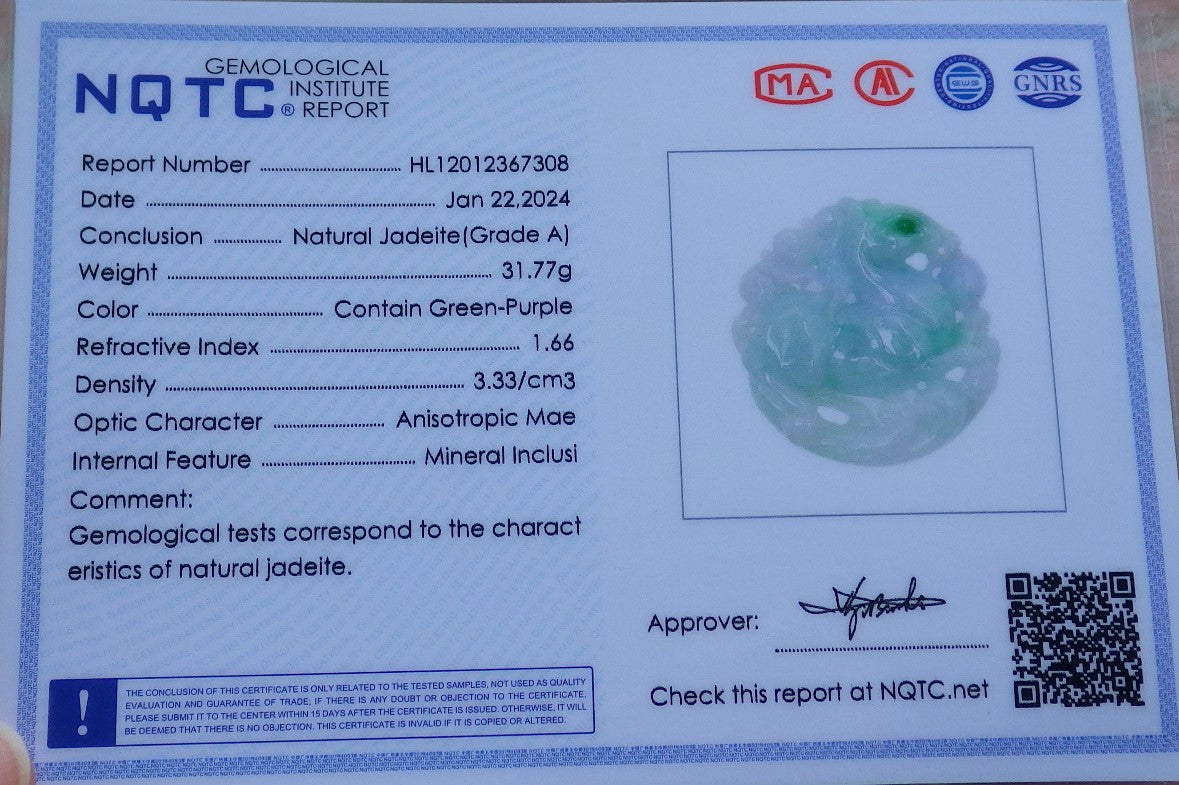 NQTC® GEMOLOGICAL INSTITUTE REPORT
MA
GNRS
Report Number HL12012367308
Date Jan 22,2024
Conclusion Natural Jadeite(Grade A)
Weight 31.77g
Color Contain Green-Purple
Refractive Index 1.66
Density 3.33/cm3
Optic Character Anisotropic Mae
Internal Feature Mineral Inclusi
Comment:
Gemological tests correspond to the charact
eristics of natural jadeite.
Approver:
Check this report at NQTC.net
! THE CONCLUSION OF THIS CERTIFICATE IS ONLY RELATED TO THE TESTED SAMPLES, NOT USED AS QUALITY
EVALUATION AND GUARANTEE OF TRADE; IF THERE IS ANY DOUBT OR OBJECTION TO THE CERTIFICATE,
PLEASE SUBMIT IT TO THE CENTER WITHIN 15 DAYS AFTER THE CERTIFICATE IS ISSUED. OTHERWISE, IT WILL
BE DEEMED THAT THERE IS NO OBJECTION. THIS CERTIFICATE IS INVALID IF IT IS COPIED OR ALTERED.